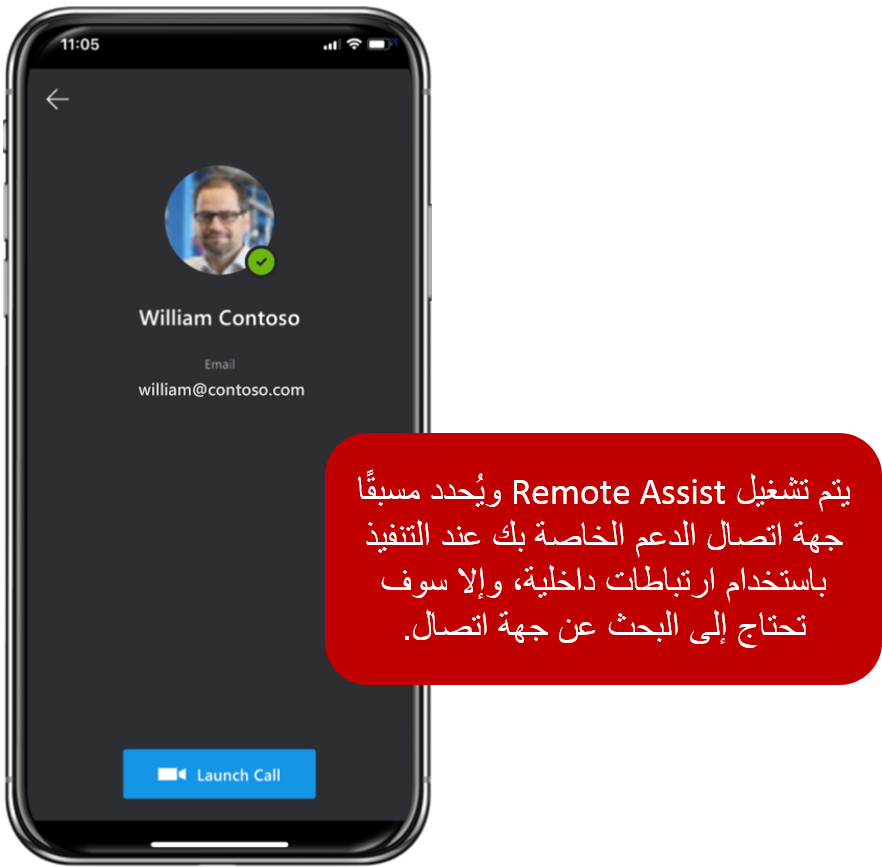 11:05
William Contoso
Email
william@contoso.com
يتم تشغيل Remote Assist ويُحدد مسبقًا
جهة اتصال الدعم الخاصة بك عند التنفيذ
باستخدام ارتباطات داخلية، وإلا سوف
تحتاج إلى البحث عن جهة اتصال.
Launch Call